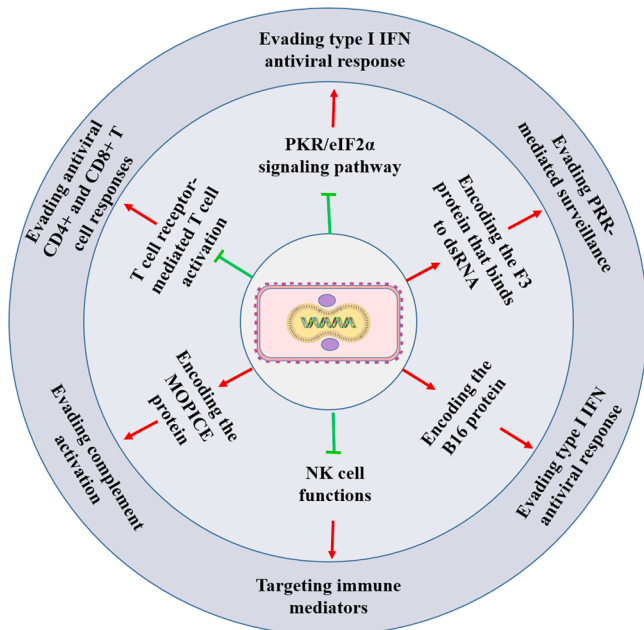 Evading type I IFN
antiviral response
PKR/eIF2α
signaling pathway
Evading PRR-
mediated surveillance
Encoding the F3
protein that binds
to dsRNA
Evading type I IFN
antiviral response
Encoding the
B16 protein
Targeting immune
mediators
NK cell
functions
Evading complement
activation
Encoding the
MOPICE
protein
Evading antiviral
CD4+ and CD8+ T
cell responses
T cell receptor-
mediated T cell
activation